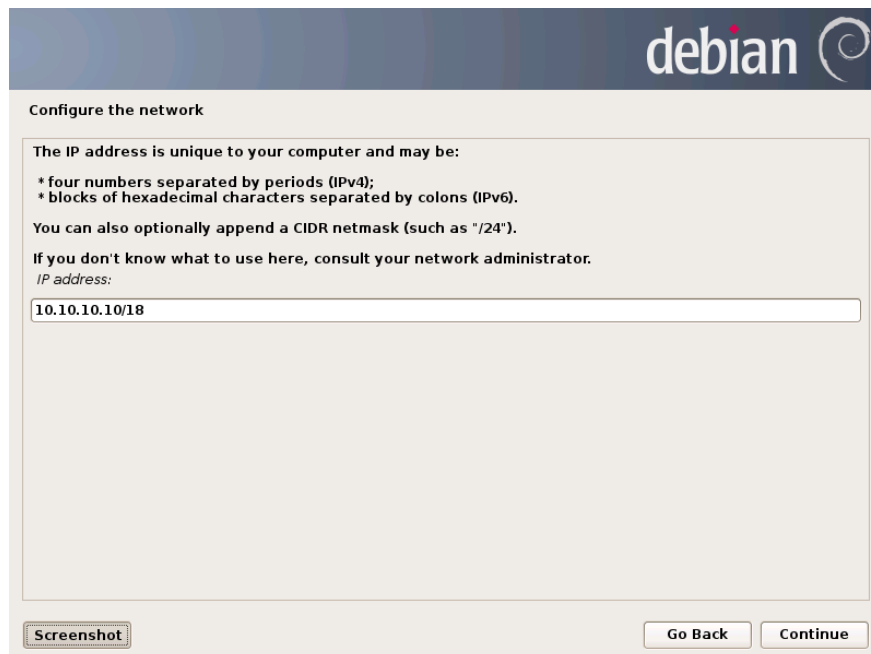 debian
Configure the network
The IP address is unique to your computer and may be:
* four numbers separated by periods (IPv4);
* blocks of hexadecimal characters separated by colons (IPv6).
You can also optionally append a CIDR netmask (such as "/24").
If you don't know what to use here, consult your network administrator.
IP address:
10.10.10.10/18
Screenshot
Go Back
Continue